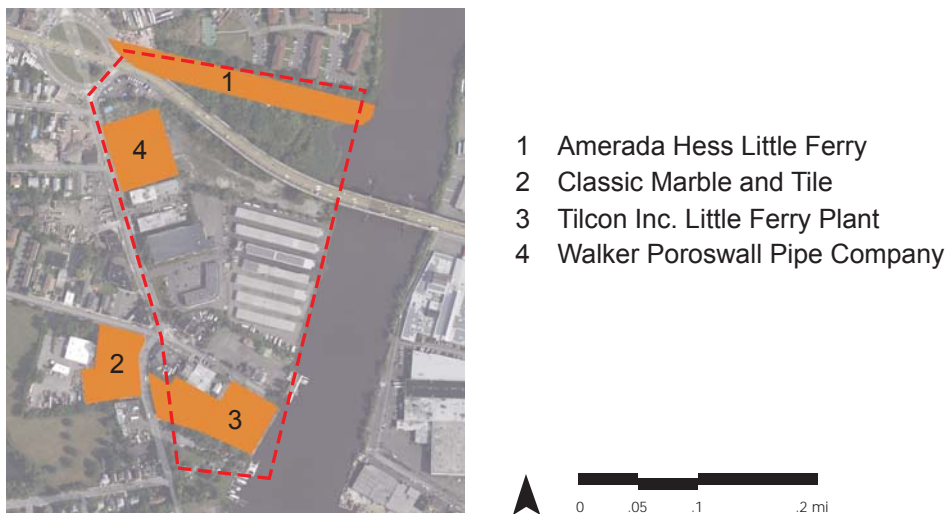 1
4
2
3
1 Amerada Hess Little Ferry
2 Classic Marble and Tile
3 Tilcon Inc. Little Ferry Plant
4 Walker Poroswall Pipe Company
0 .05 .1 .2 mi